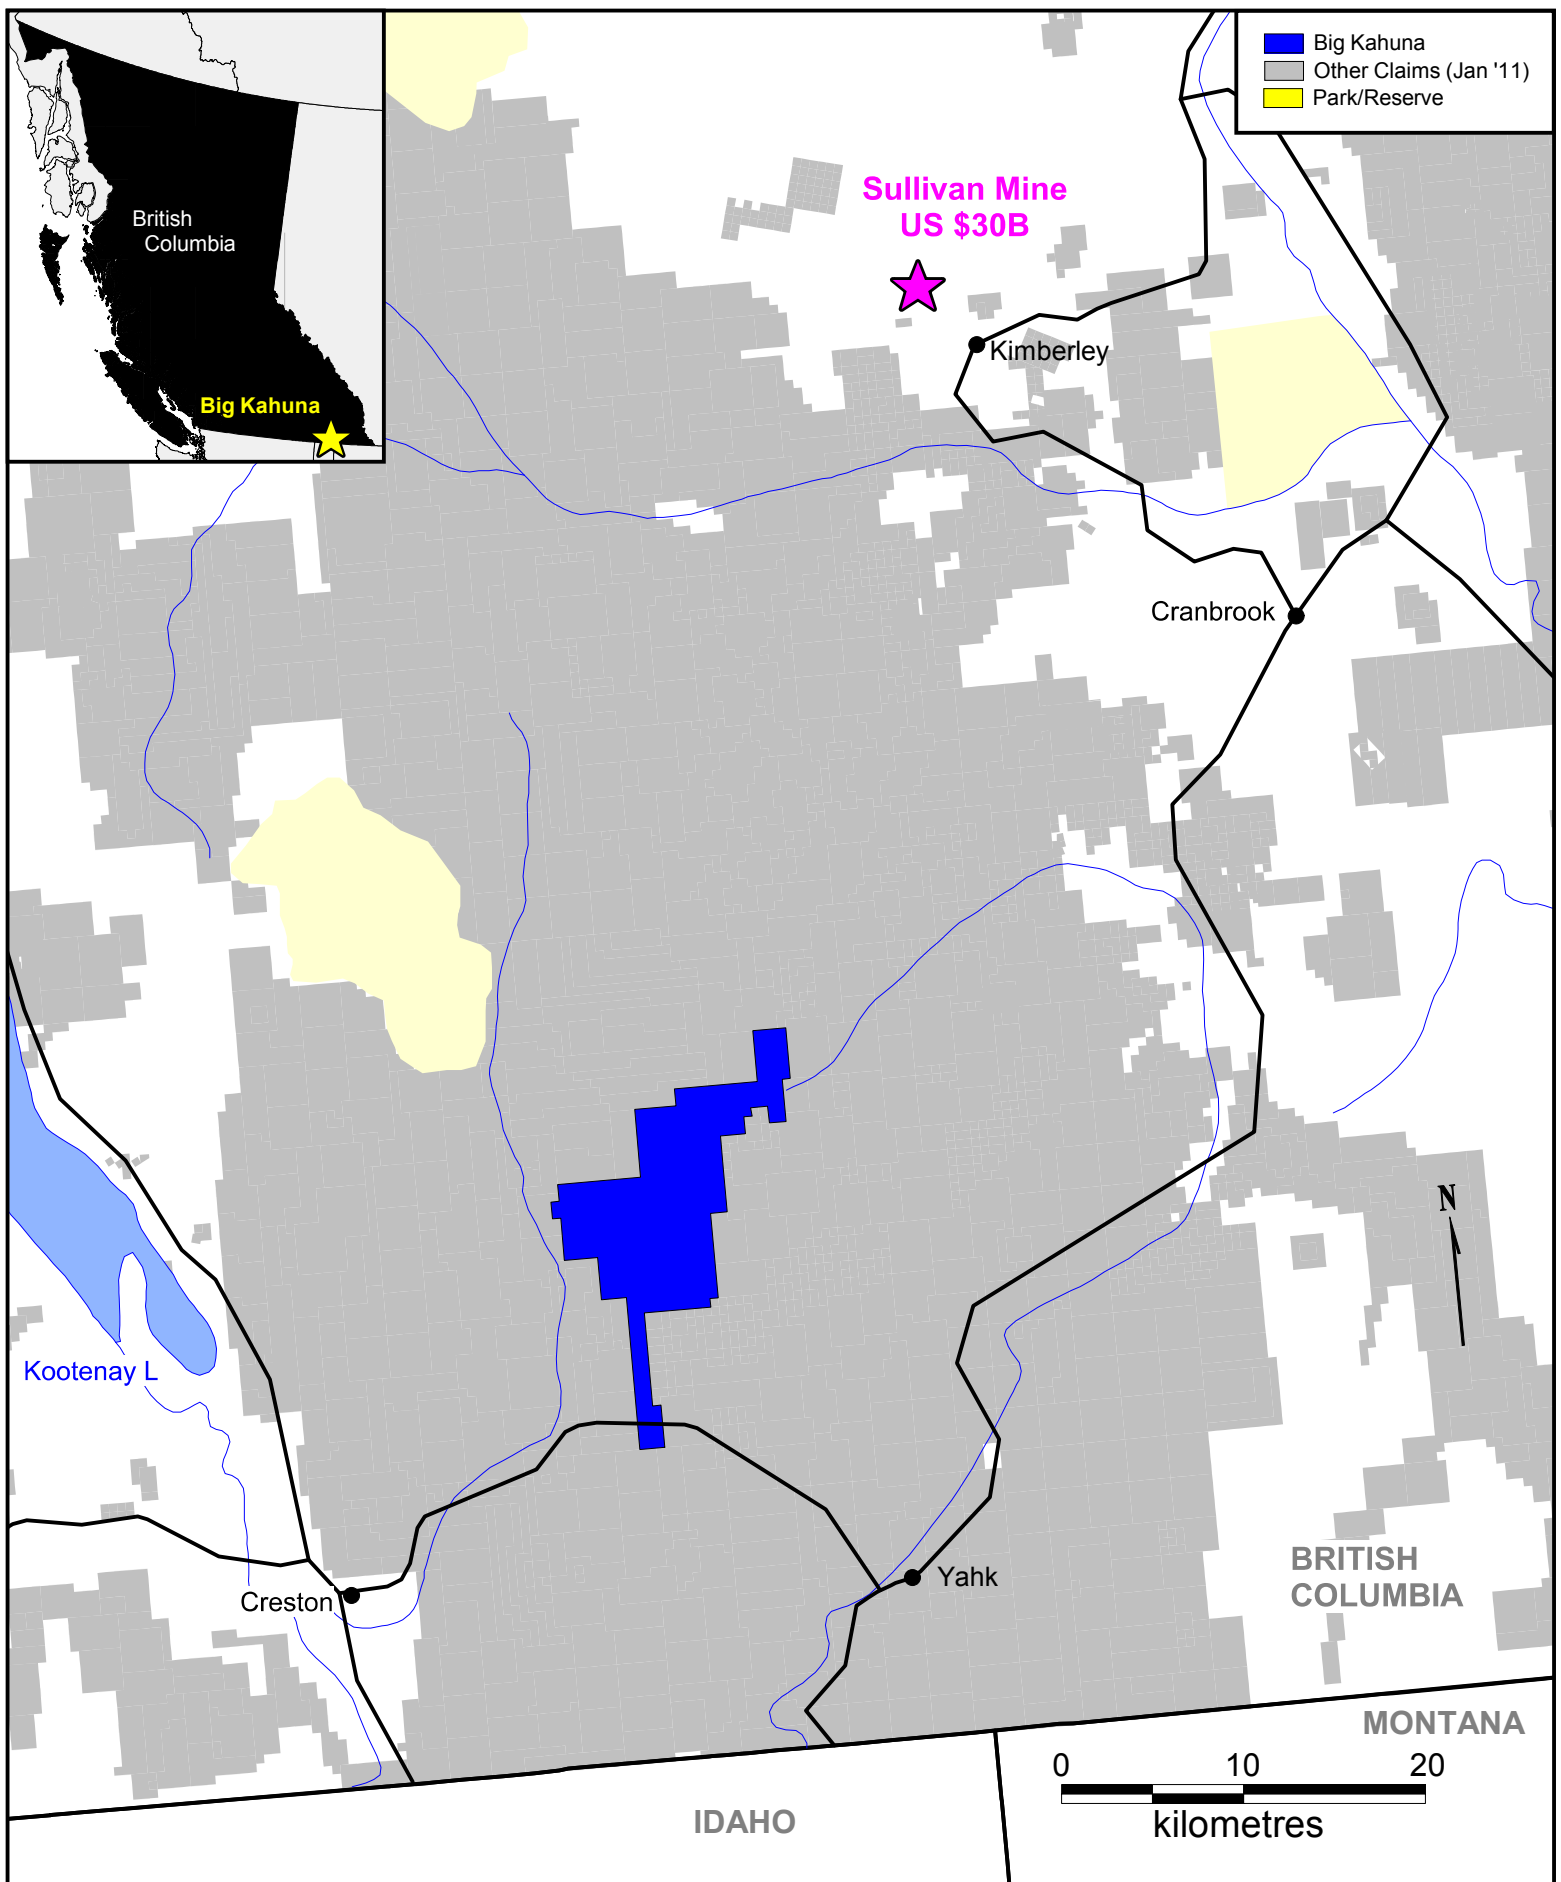 Big Kahuna
Other Claims (Jan '11)
Park/Reserve
British
Columbia
Big Kahuna
Sullivan Mine
US $30B
Kimberley
Cranbrook
N
Kootenay L
Creston
Yahk
BRITISH
COLUMBIA
MONTANA
IDAHO
0 10 20
kilometres